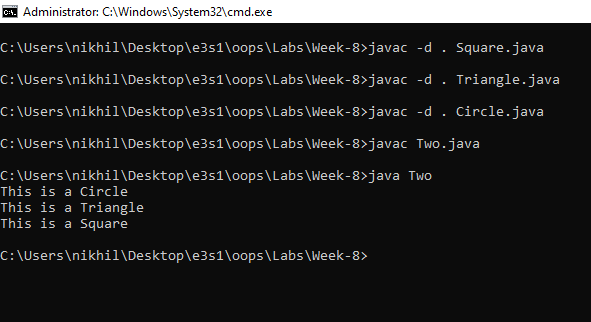 Administrator: C:\Windows\System32\cmd.exe
C:\Users\nikhil\Desktop\e3s1\oops\Labs\Week-8>javac -d . Square.java
C:\Users\nikhil\Desktop\e3s1\oops\Labs\Week-8>javac -d . Triangle.java
C:\Users\nikhil\Desktop\e3s1\oops\Labs\Week-8>javac -d . Circle.java
C:\Users\nikhil\Desktop\e3s1\oops\Labs\Week-8>javac Two.java
C:\Users\nikhil\Desktop\e3s1\oops\Labs\Week-8>java Two
This is a Circle
This is a Triangle
This is a Square
C:\Users\nikhil\Desktop\e3s1\oops\Labs\Week-8>